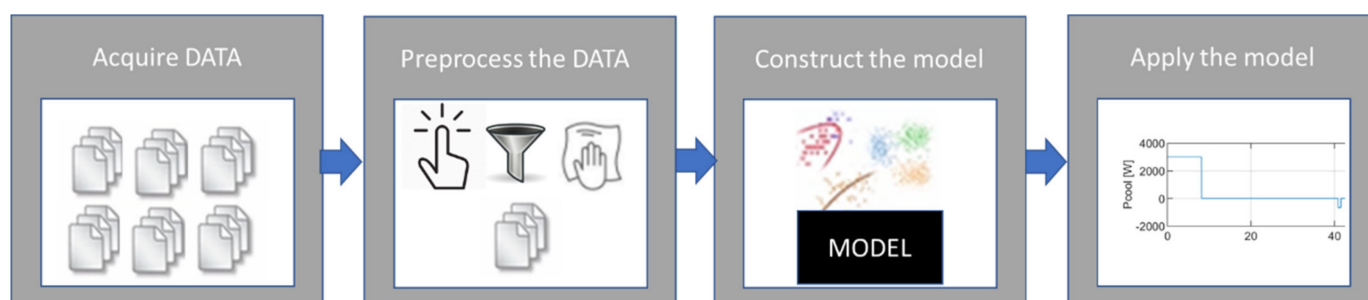 Acquire DATA
Preprocess the DATA
Construct the model
Apply the model
MODEL
Pcool [W]
4000
2000
0
-2000
0
20
40